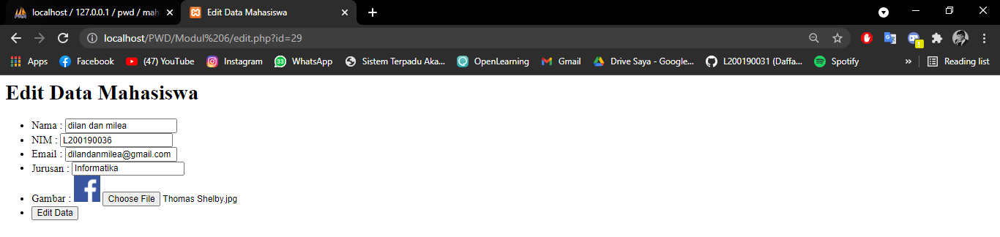 localhost / 127.0.0.1 / pwd / mah
Edit Data Mahasiswa
localhost/PWD/Modul%206/edit.php?id=29
Apps Facebook (47) YouTube Instagram WhatsApp Sistem Terpadu Aka... OpenLearning Gmail Drive Saya - Google... L200190031 (Daffa... Spotify » Reading list
Edit Data Mahasiswa
Nama : dilan dan milea
NIM : L200190036
Email : dilandanmilea@gmail.com
Jurusan : Informatika
Gambar : Choose File Thomas Shelby.jpg
Edit Data